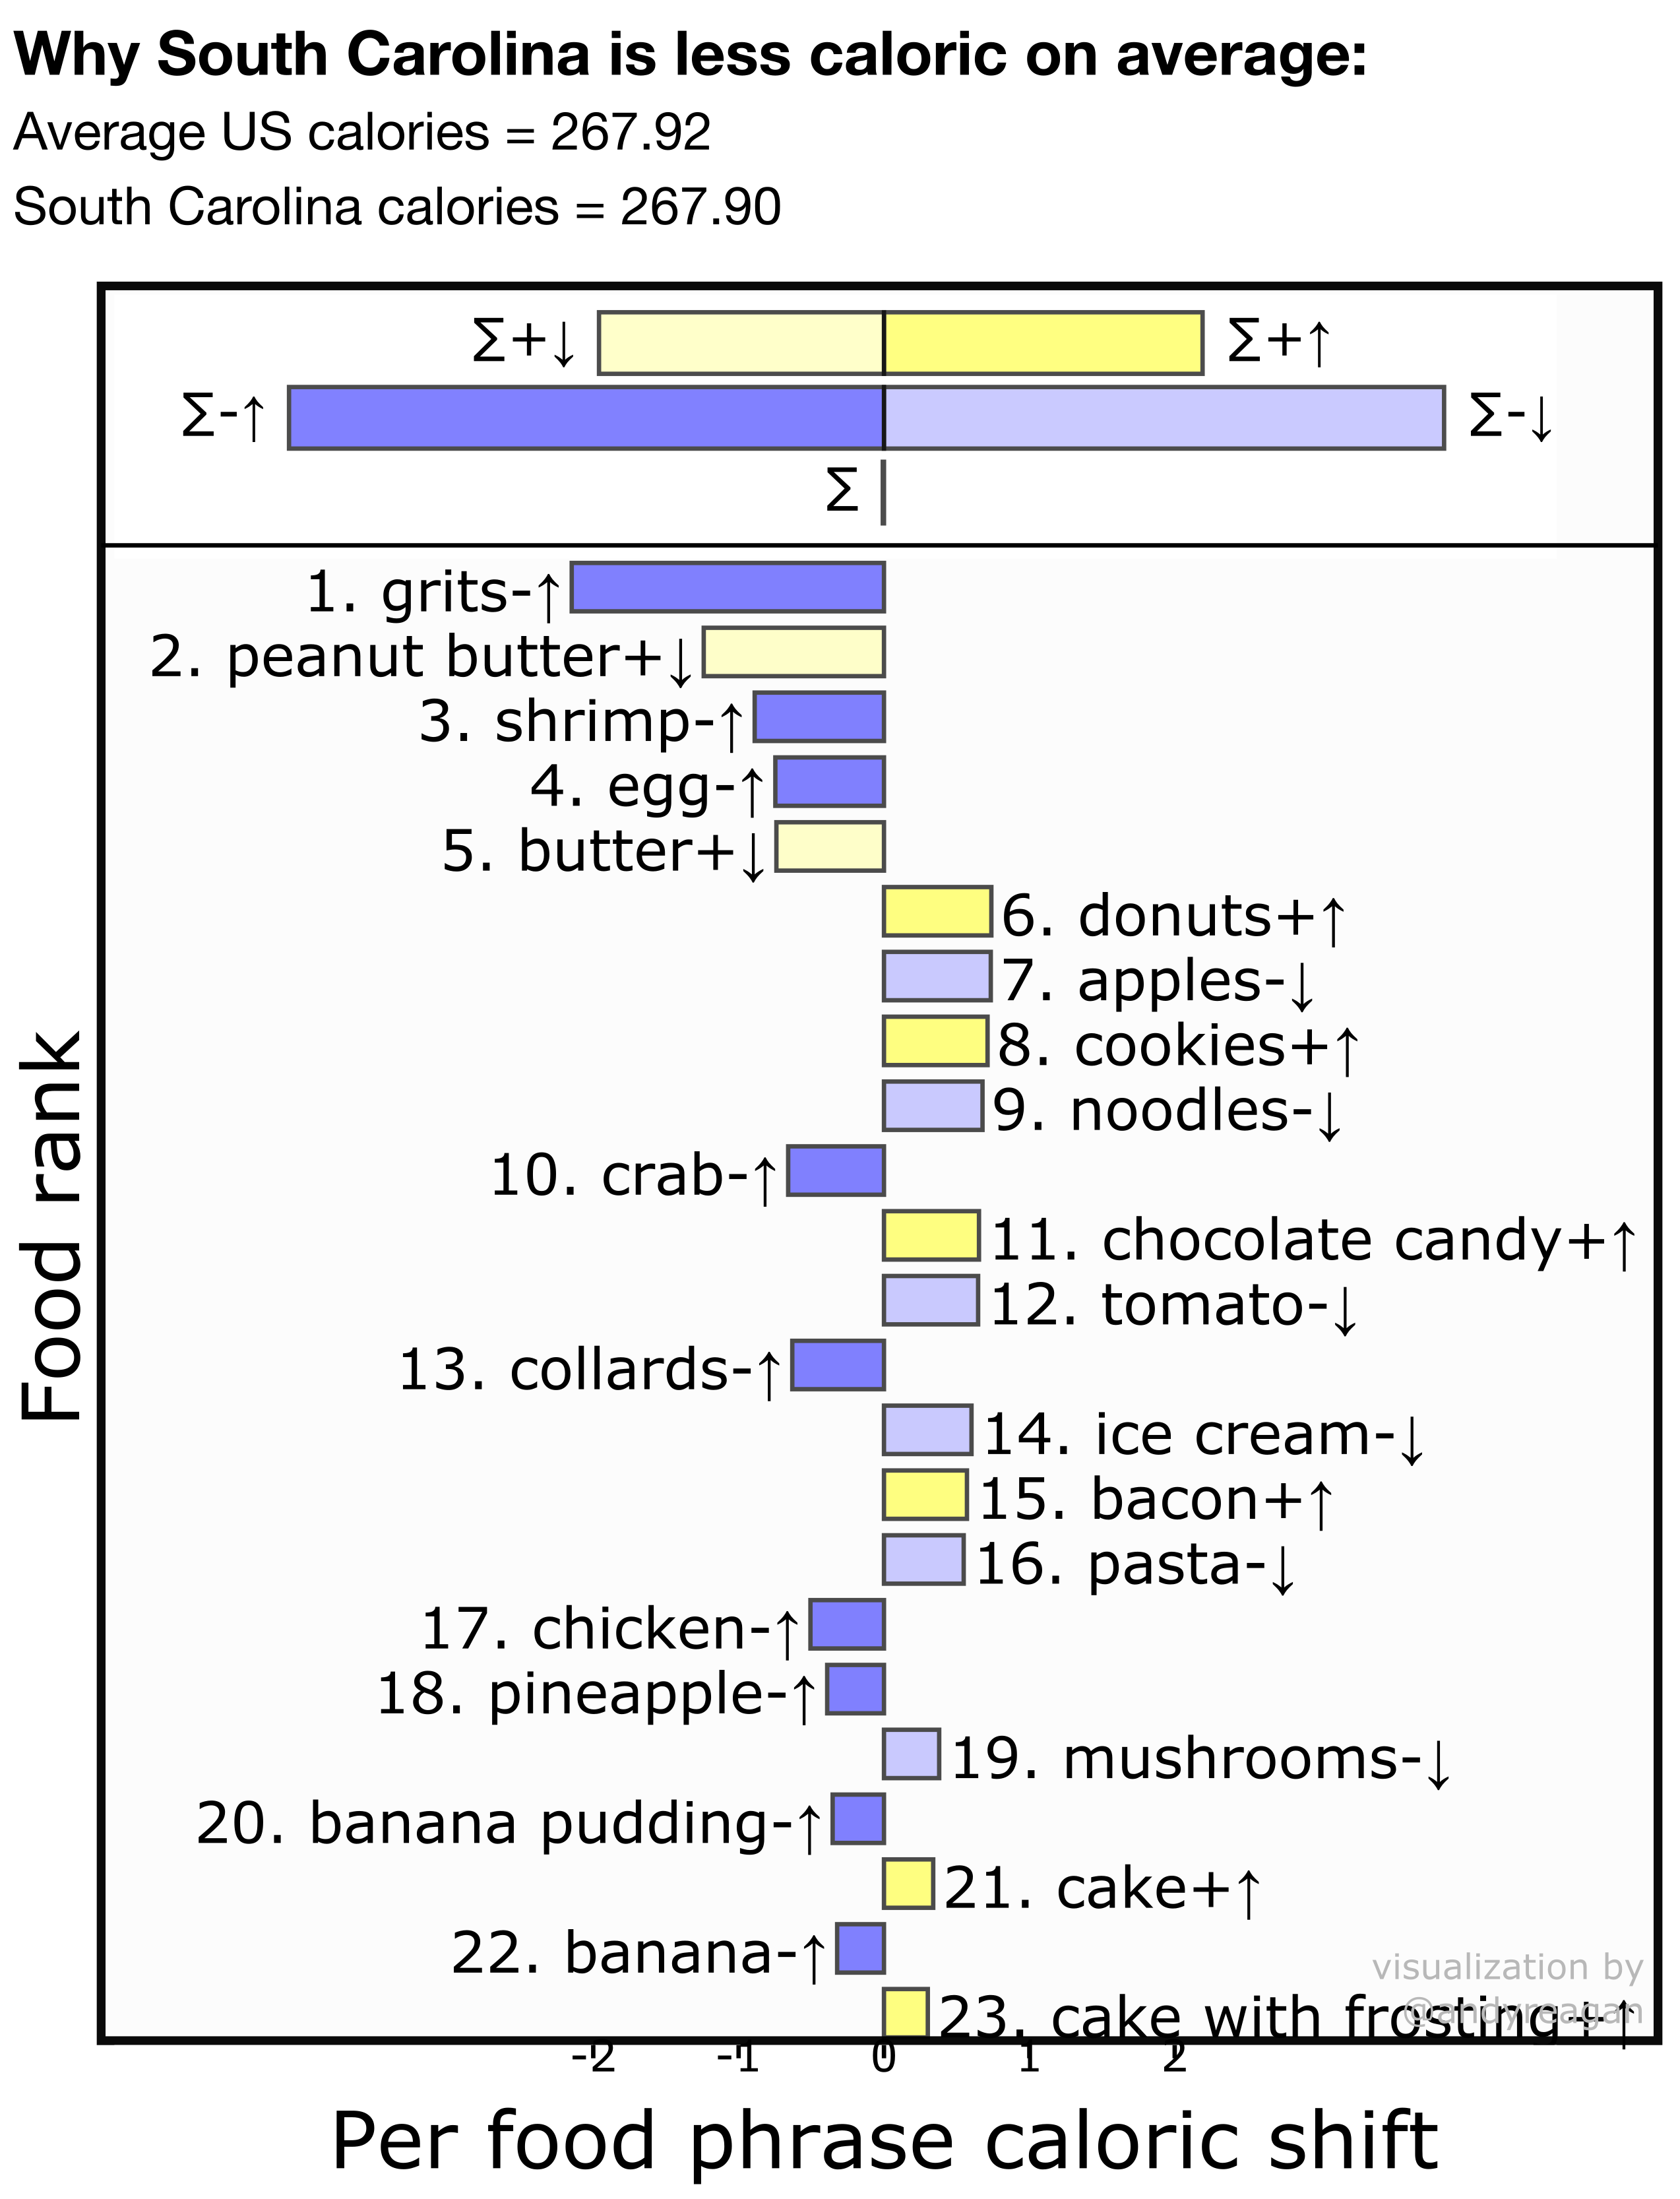 Why South Carolina is less caloric on average:
Average US calories = 267.92
South Carolina calories = 267.90
∑+↓
∑+↑
∑-↑
∑-↓
∑
1. grits-↑
2. peanut butter+↓
3. shrimp-↑
4. egg-↑
5. butter+↓
6. donuts+↑
7. apples-↓
8. cookies+↑
9. noodles-↓
10. crab-↑
11. chocolate candy+↑
12. tomato-↓
13. collards-↑
14. ice cream-↓
15. bacon+↑
16. pasta-↓
17. chicken-↑
18. pineapple-↑
19. mushrooms-↓
20. banana pudding-↑
21. cake+↑
22. banana-↑
23. cake with frosting+↑
visualization by
@andyreagan
Food rank
-2 -1 0 1 2
Per food phrase caloric shift